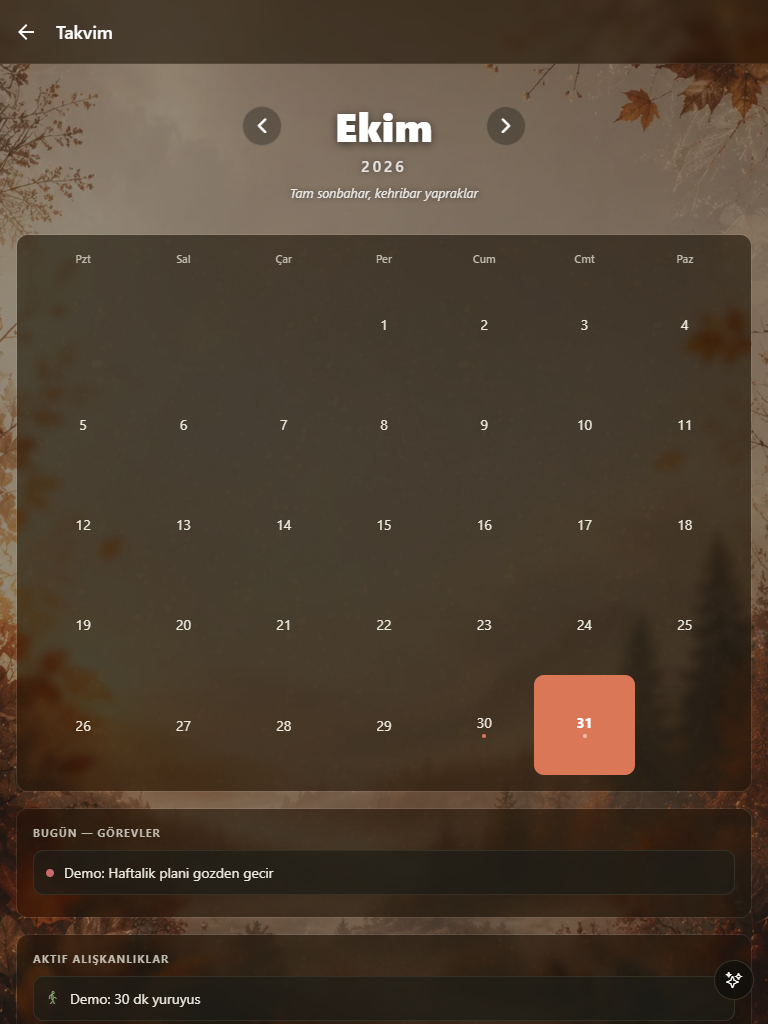 Takvim
Ekim
2026
Tam sonbahar, kehribar yapraklar
Pzt Sal Çar Per Cum Cmt Paz
1 2 3 4
5 6 7 8 9 10 11
12 13 14 15 16 17 18
19 20 21 22 23 24 25
26 27 28 29 30 31
BUGÜN — GÖREVLER
Demo: Haftalik plani gozden gecir
AKTIF ALIŞKANLIKLAR
Demo: 30 dk yuruyus